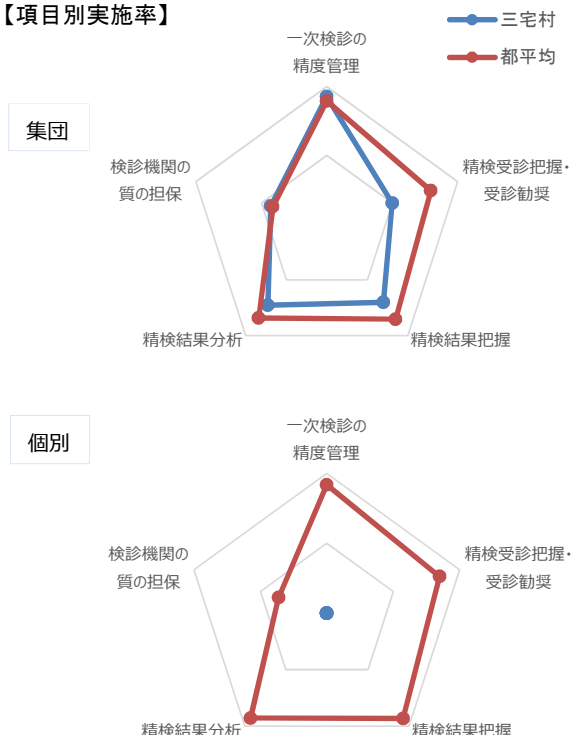 【項目別実施率】
三宅村
都平均
集団
一次検診の
精度管理
検診機関の
質の担保
精検受診把握・
受診勧奨
精検結果分析
精検結果把握
個別
一次検診の
精度管理
検診機関の
質の担保
精検受診把握・
受診勧奨
精検結果分析
精検結果把握